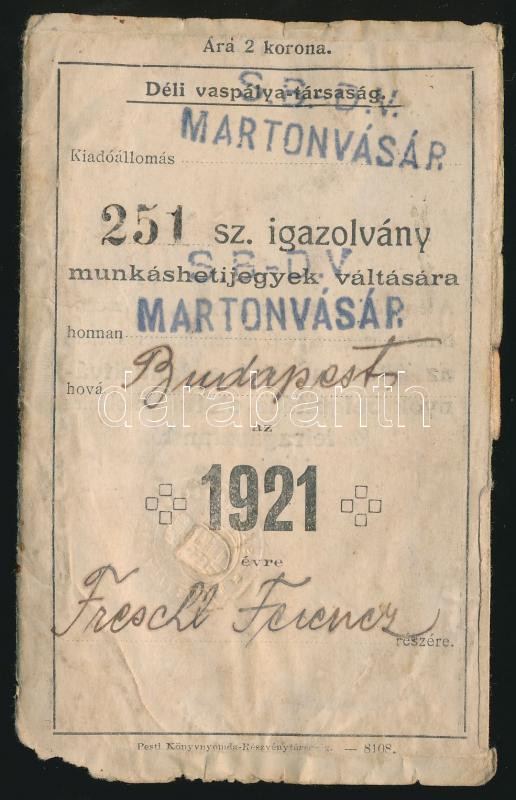 Ára 2 korona.
Déli vaspálya-társaság.
S.B.-D.V.
MARTONVÁSÁR
Kiadóállomás
251 sz. igazolvány
munkáshetijegyek váltására
S.B.-D.V.
honnan MARTONVÁSÁR
hová Budapest
darabanth
az
1921
évre
Freschl Ferencz
részére.
Pesti Könyvnyomda-Részvénytársaság. — 8108.